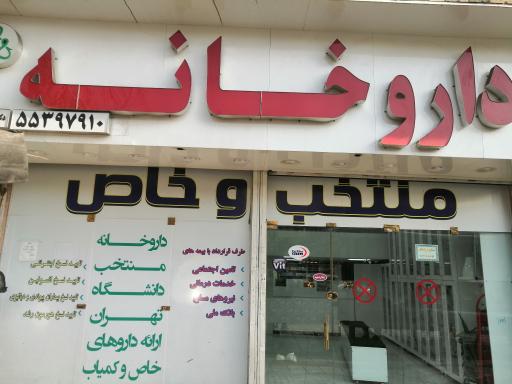 داروخانه
۵۵۳۹۷۹۱۰
منتخب و خاص
داروخانه
منتخب
دانشگاه
تهران
ارائه داروهای
خاص و کمیاب
طرف قرارداد با بیمه های
تامین اجتماعی
خدمات درمانی
نیروهای مسلح
بانک ملی
Vit